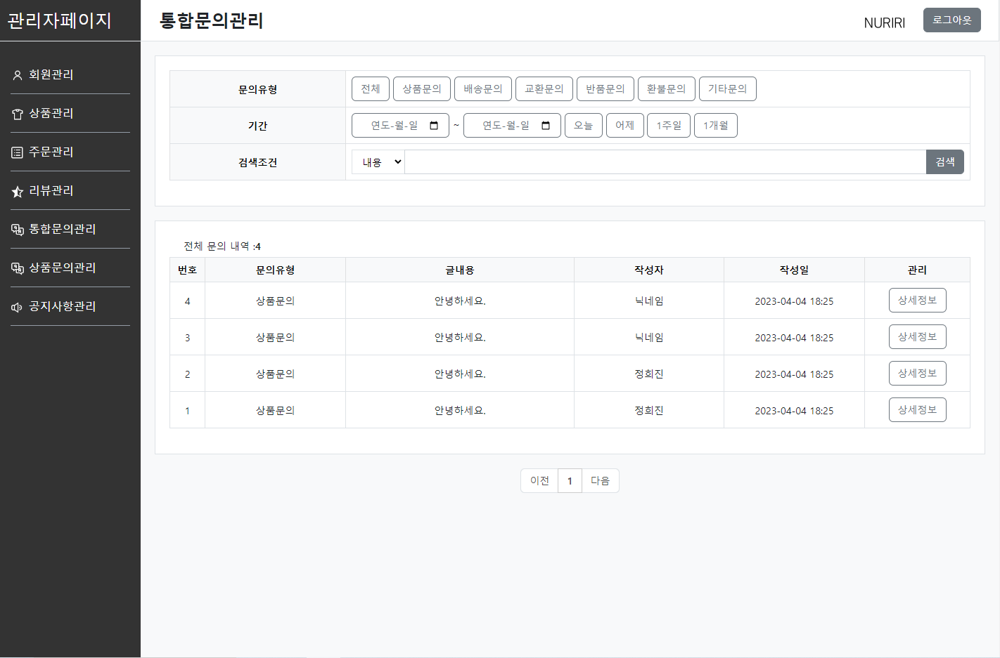 관리자페이지
통합문의관리
NURIRI
로그아웃
회원관리
상품관리
주문관리
리뷰관리
통합문의관리
상품문의관리
공지사항관리
문의유형 전체 상품문의 배송문의 교환문의 반품문의 환불문의 기타문의
기간 연도-월-일 ~ 연도-월-일 오늘 어제 1주일 1개월
검색조건 내용 검색
전체 문의 내역 :4
번호 문의유형 글내용 작성자 작성일 관리
4 상품문의 안녕하세요. 닉네임 2023-04-04 18:25 상세정보
3 상품문의 안녕하세요. 닉네임 2023-04-04 18:25 상세정보
2 상품문의 안녕하세요. 정희진 2023-04-04 18:25 상세정보
1 상품문의 안녕하세요. 정희진 2023-04-04 18:25 상세정보
이전 1 다음